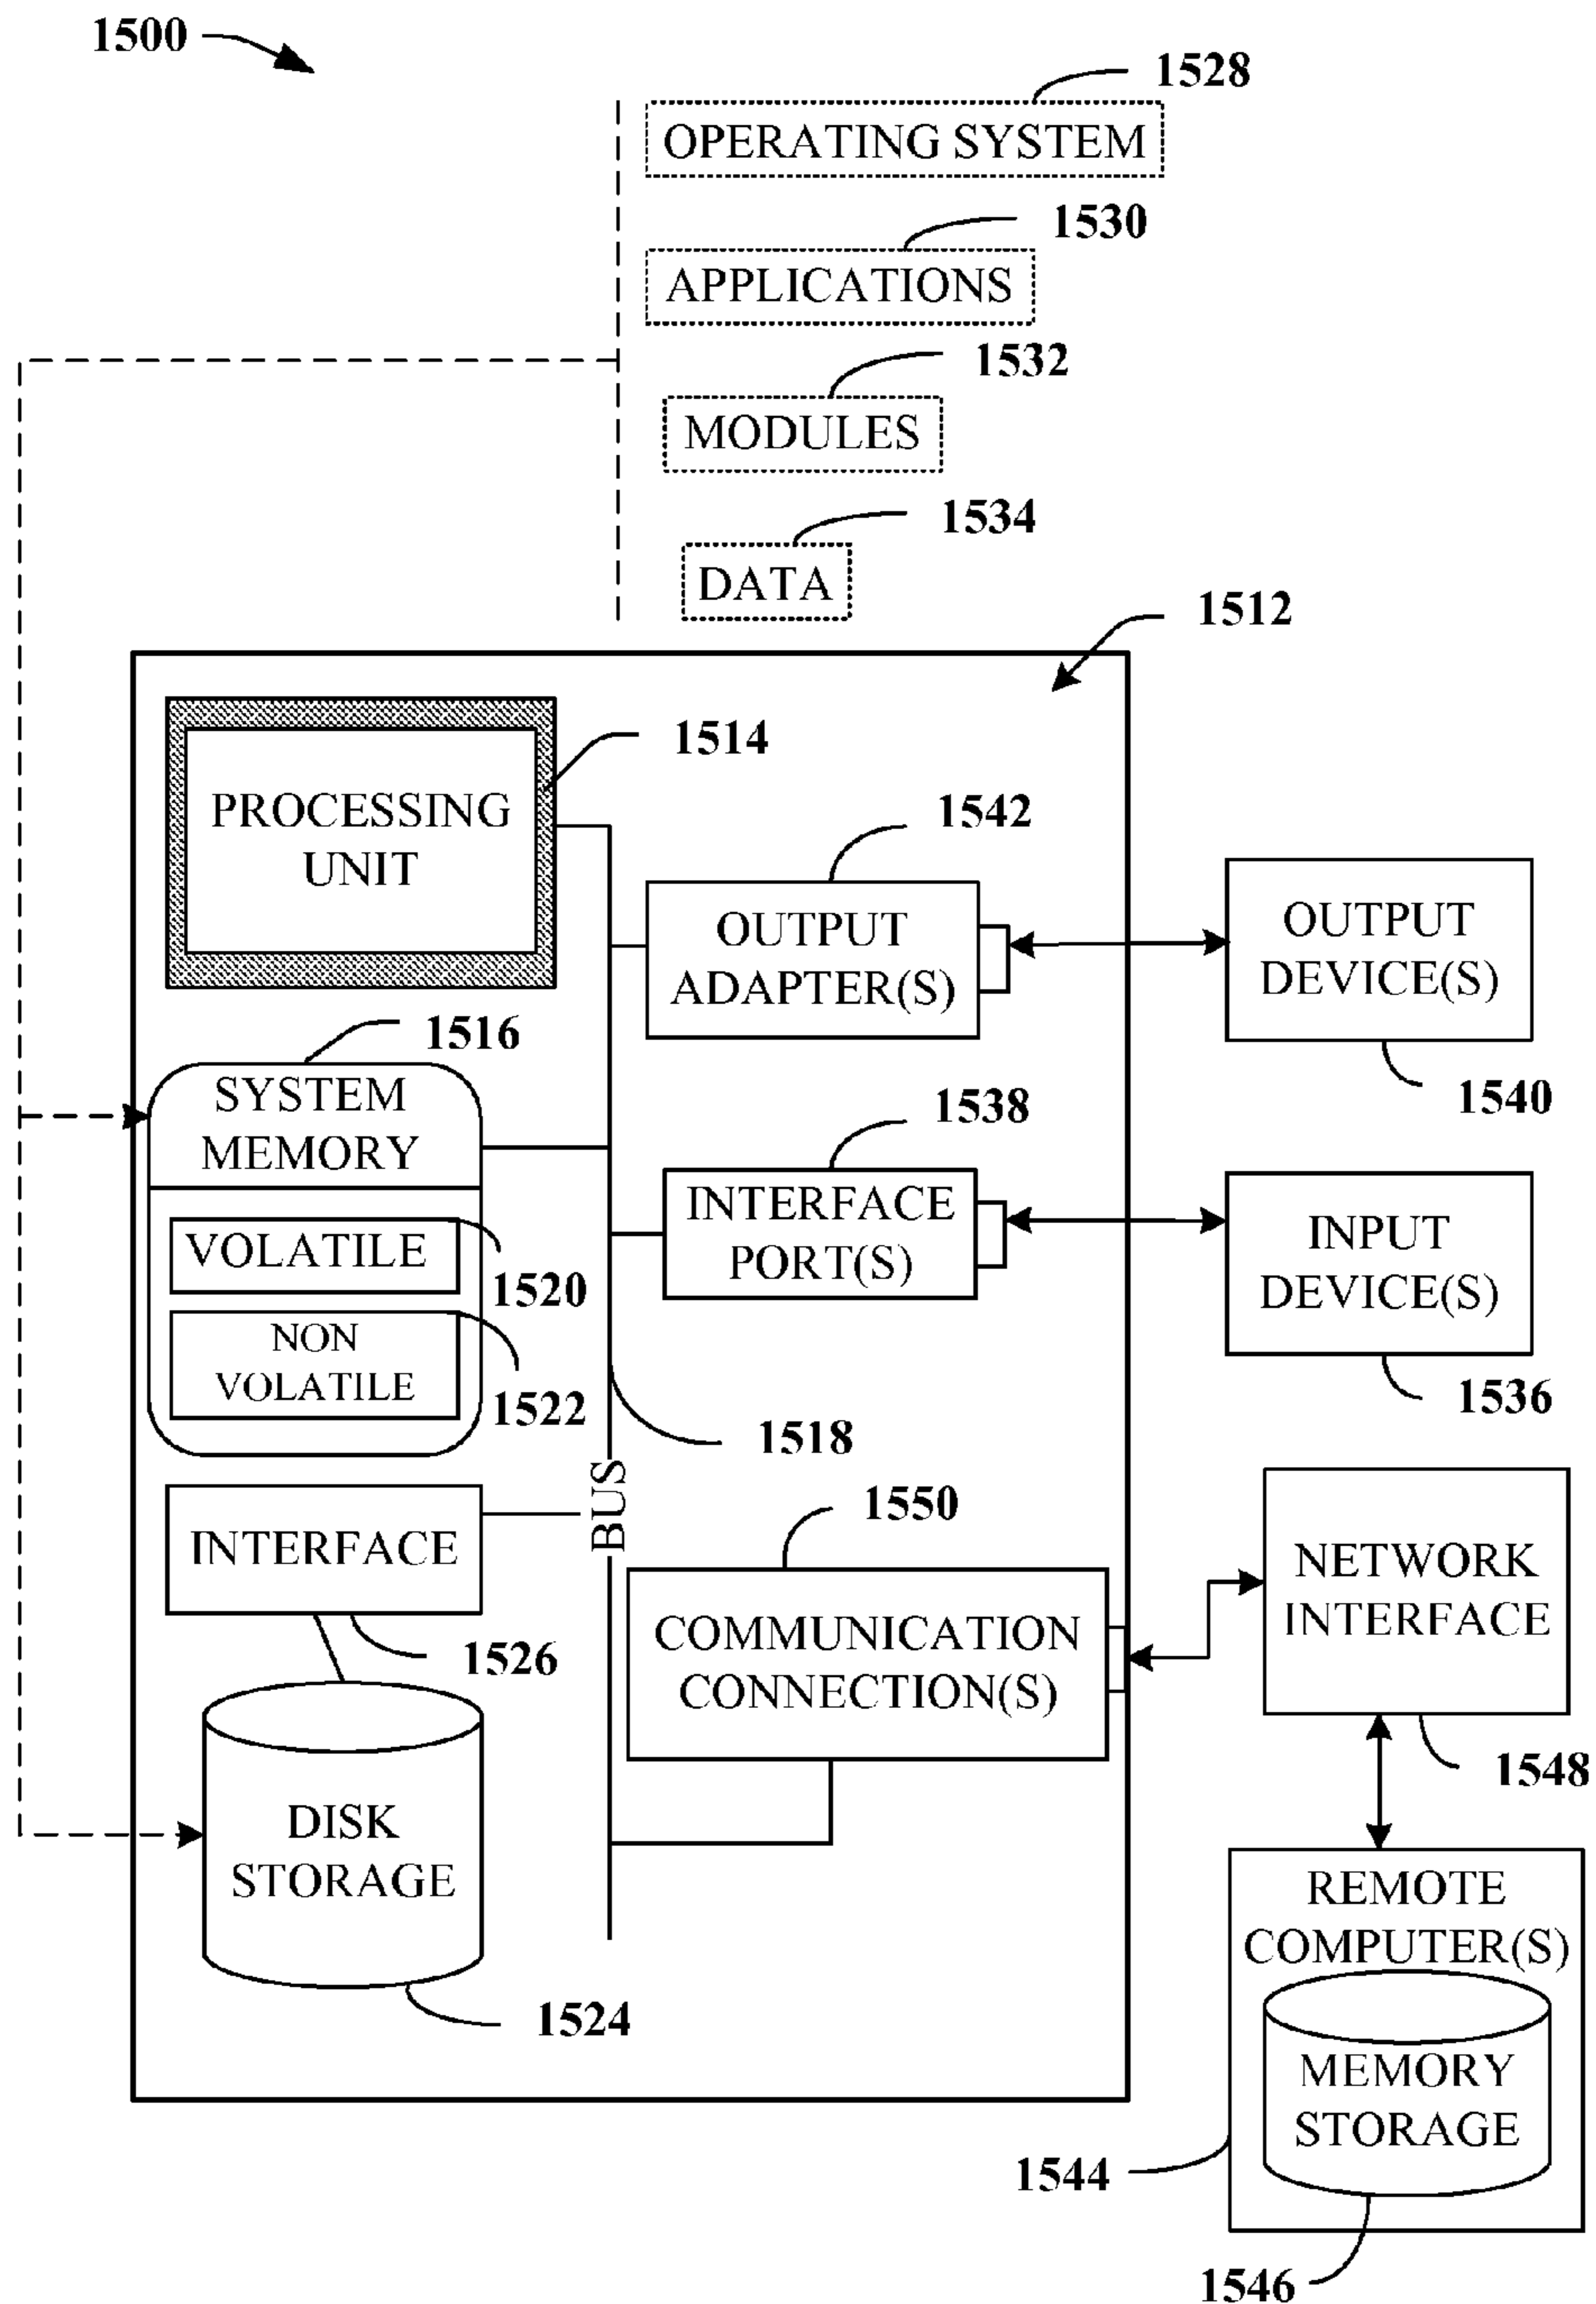 1500
1528
OPERATING SYSTEM
1530
APPLICATIONS
1532
MODULES
1534
DATA
1512
1514
PROCESSING
UNIT
1542
OUTPUT
ADAPTER(S)
OUTPUT
DEVICE(S)
1540
1516
SYSTEM
MEMORY
1538
INTERFACE
PORT(S)
INPUT
DEVICE(S)
1536
VOLATILE
1520
NON
VOLATILE
1522
1518
BUS
INTERFACE
1526
1550
COMMUNICATION
CONNECTION(S)
NETWORK
INTERFACE
1548
DISK
STORAGE
1524
REMOTE
COMPUTER(S)
MEMORY
STORAGE
1544
1546